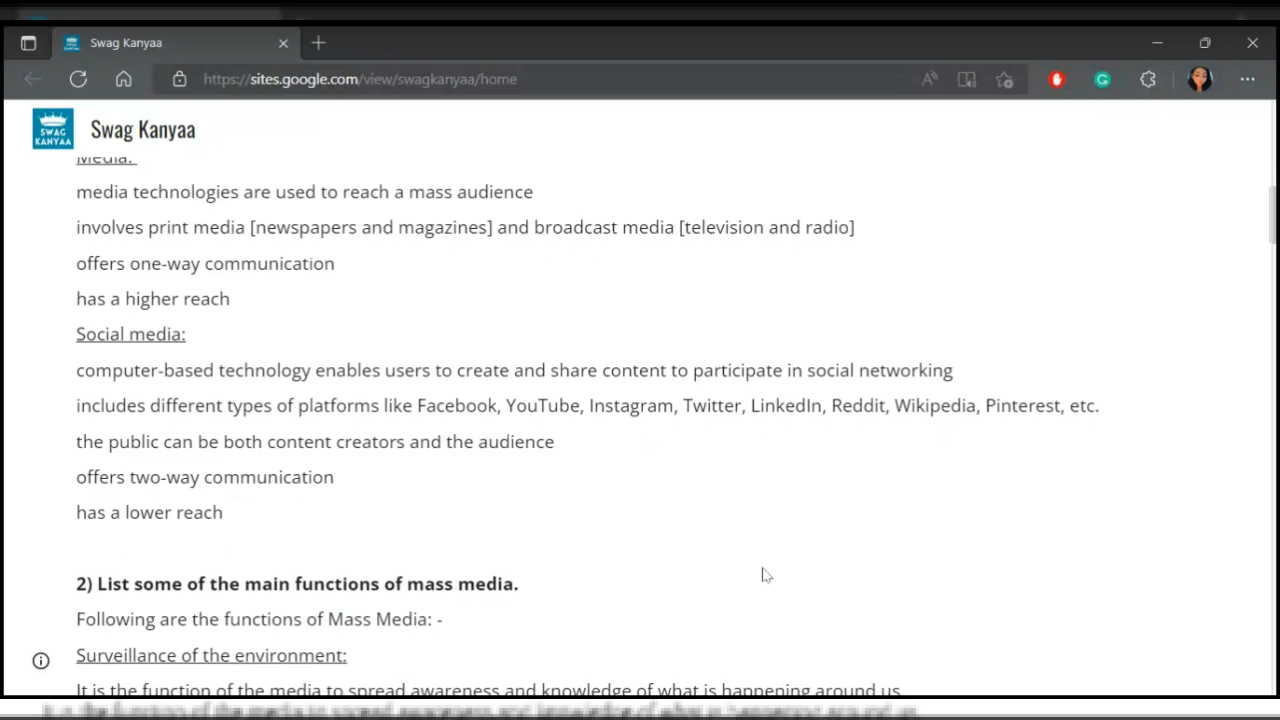 Swag Kanyaa
https://sites.google.com/view/swagkanyaa/home
SWAG
KANYAA
Swag Kanyaa
Media:
media technologies are used to reach a mass audience
involves print media [newspapers and magazines] and broadcast media [television and radio]
offers one-way communication
has a higher reach
Social media:
computer-based technology enables users to create and share content to participate in social networking
includes different types of platforms like Facebook, YouTube, Instagram, Twitter, LinkedIn, Reddit, Wikipedia, Pinterest, etc.
the public can be both content creators and the audience
offers two-way communication
has a lower reach
2) List some of the main functions of mass media.
Following are the functions of Mass Media: -
Surveillance of the environment:
It is the function of the media to spread awareness and knowledge of what is happening around us